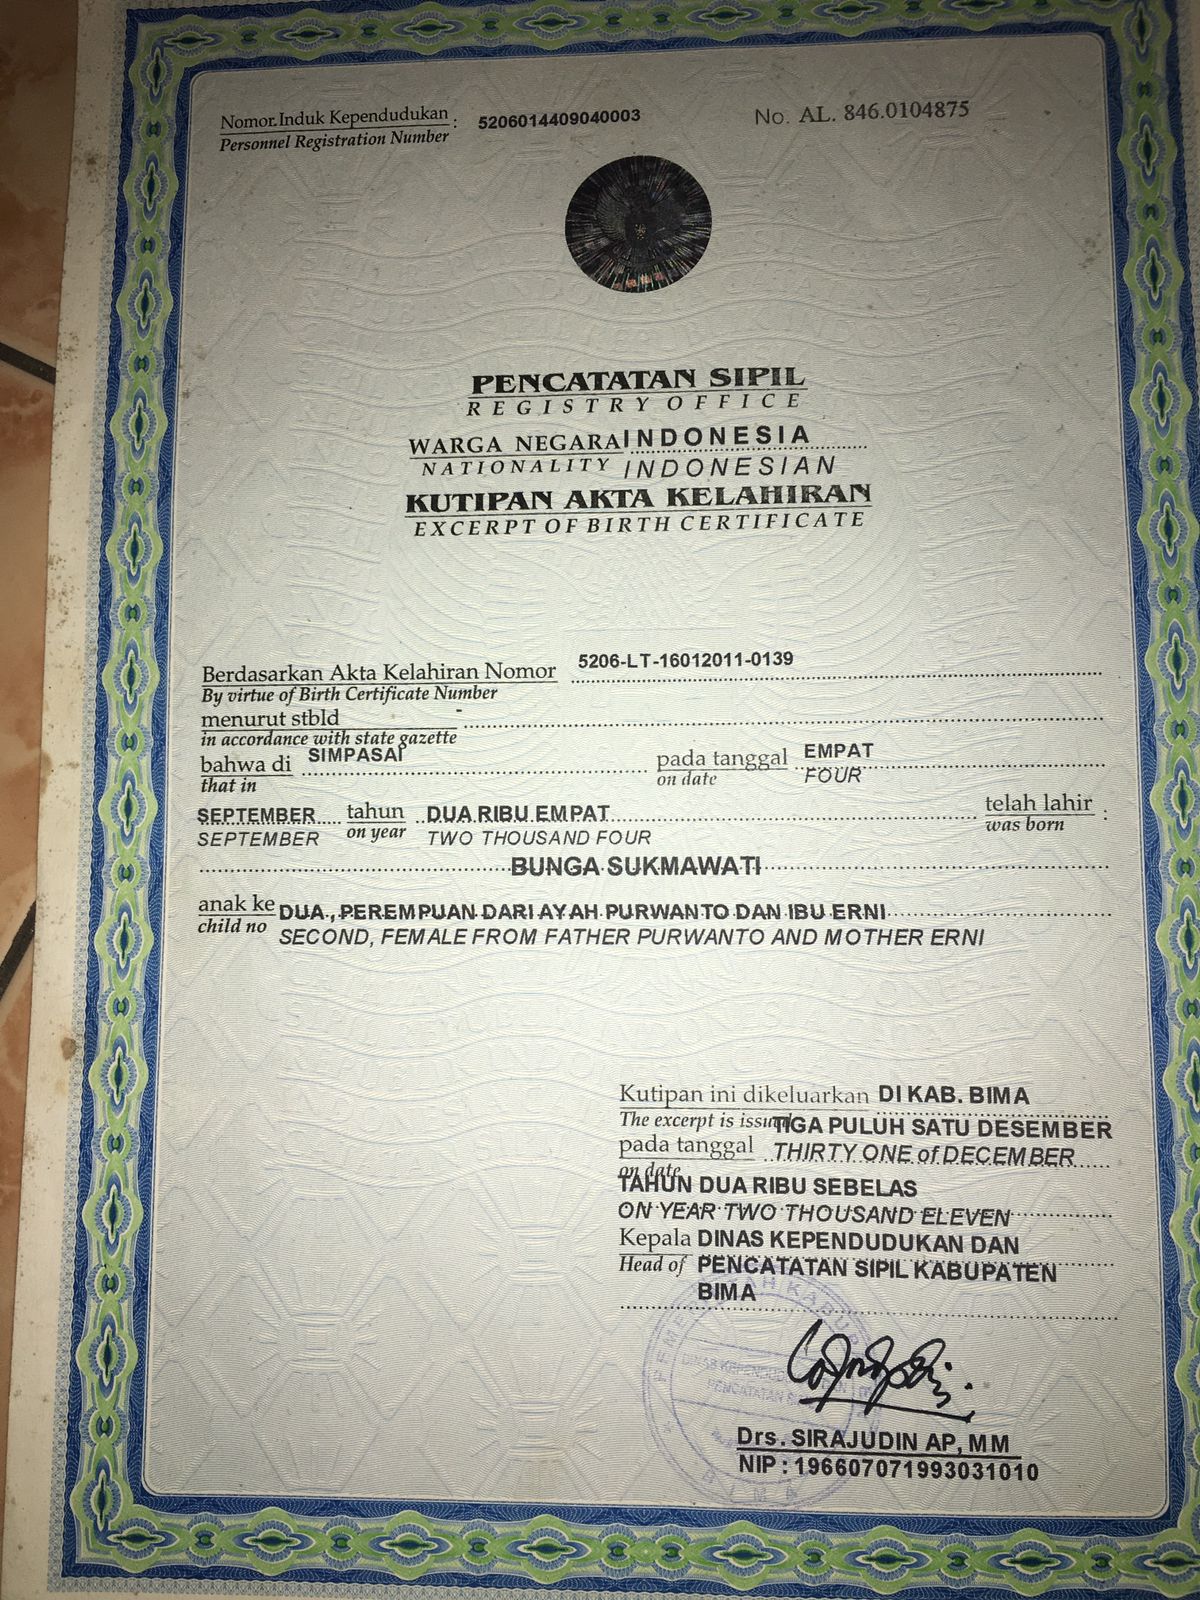 Nomor Induk Kependudukan : 5206014409040003 No. AL. 846.0104875
Personnel Registration Number
PENCATATAN SIPIL
REGISTRY OFFICE
WARGA NEGARA INDONESIA
NATIONALITY INDONESIAN
KUTIPAN AKTA KELAHIRAN
EXCERPT OF BIRTH CERTIFICATE
Berdasarkan Akta Kelahiran Nomor 5206-LT-16012011-0139
By virtue of Birth Certificate Number
menurut stbld -
in accordance with state gazette
bahwa di SIMPASAI pada tanggal EMPAT
that in on date FOUR
SEPTEMBER tahun DUA RIBU EMPAT telah lahir :
SEPTEMBER on year TWO THOUSAND FOUR was born
BUNGA SUKMAWATI
anak ke DUA, PEREMPUAN DARI AYAH PURWANTO DAN IBU ERNI
child no SECOND, FEMALE FROM FATHER PURWANTO AND MOTHER ERNI
Kutipan ini dikeluarkan DI KAB. BIMA
The excerpt is issued TIGA PULUH SATU DESEMBER
pada tanggal THIRTY ONE of DECEMBER
on date
TAHUN DUA RIBU SEBELAS
ON YEAR TWO THOUSAND ELEVEN
Kepala DINAS KEPENDUDUKAN DAN
Head of PENCATATAN SIPIL KABUPATEN
BIMA
Drs. SIRAJUDIN AP, MM
NIP : 196607071993031010